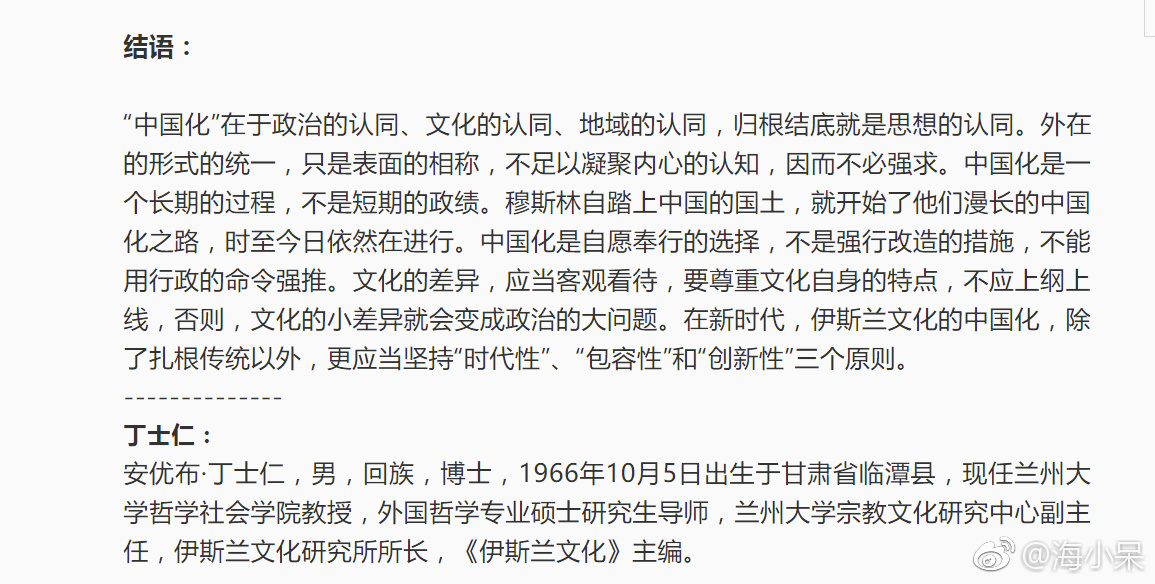 结语：
“中国化”在于政治的认同、文化的认同、地域的认同，归根结底就是思想的认同。外在
的形式的统一，只是表面的相称，不足以凝聚内心的认知，因而不必强求。中国化是一
个长期的过程，不是短期的政绩。穆斯林自踏上中国的国土，就开始了他们漫长的中国
化之路，时至今日依然在进行。中国化是自愿奉行的选择，不是强行改造的措施，不能
用行政的命令强推。文化的差异，应当客观看待，要尊重文化自身的特点，不应上纲上
线，否则，文化的小差异就会变成政治的大问题。在新时代，伊斯兰文化的中国化，除
了扎根传统以外，更应当坚持“时代性”、“包容性”和“创新性”三个原则。
--------------
丁士仁：
安优布·丁士仁，男，回族，博士，1966年10月5日出生于甘肃省临潭县，现任兰州大
学哲学社会学院教授，外国哲学专业硕士研究生导师，兰州大学宗教文化研究中心副主
任，伊斯兰文化研究所所长，《伊斯兰文化》主编。
@海小呆